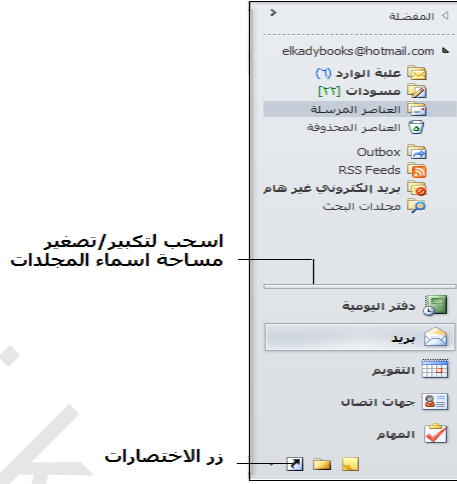 المفضلة
elkadybooks@hotmail.com
علبة الوارد (٦)
مسودات [٢٢]
العناصر المرسلة
العناصر المحذوفة
Outbox
RSS Feeds
بريد إلكتروني غير هام
مجلدات البحث
اسحب لتكبير/تصغير
مساحة اسماء المجلدات
دفتر اليومية
بريد
التقويم
جهات اتصال
المهام
زر الاختصارات